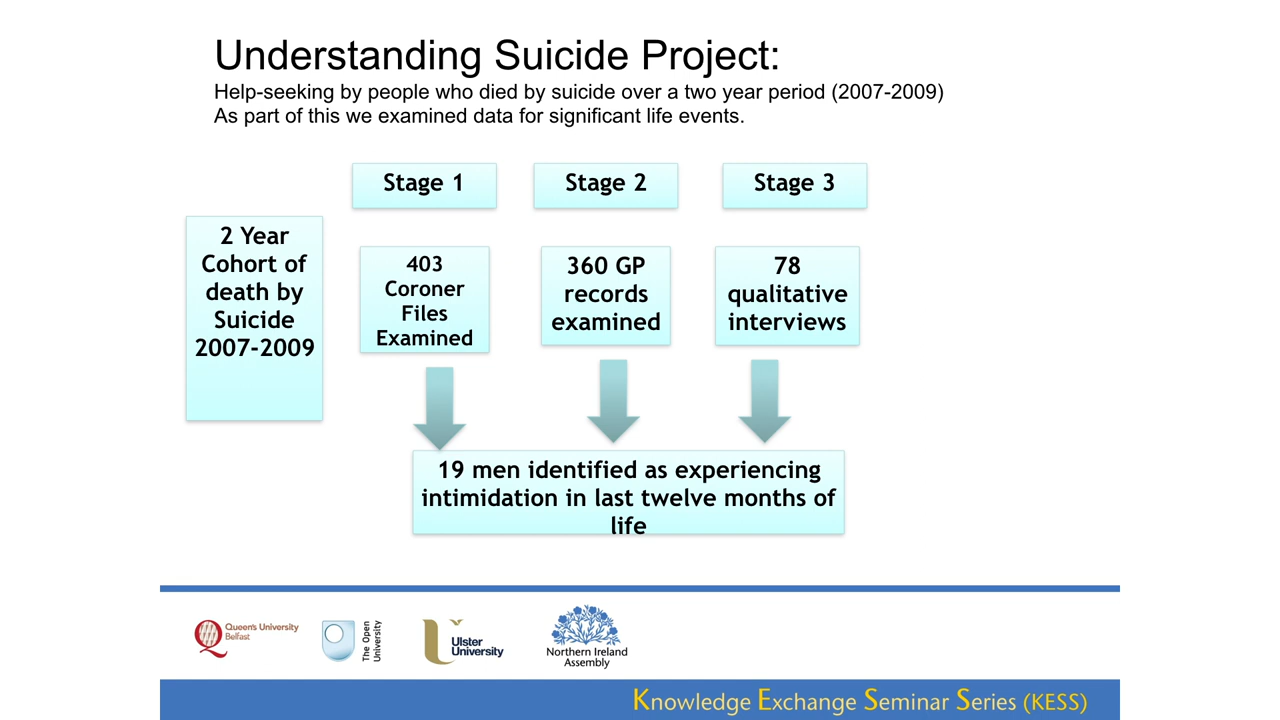 Understanding Suicide Project:
Help-seeking by people who died by suicide over a two year period (2007-2009)
As part of this we examined data for significant life events.
Stage 1
Stage 2
Stage 3
2 Year
Cohort of
death by
Suicide
2007-2009
403
Coroner
Files
Examined
360 GP
records
examined
78
qualitative
interviews
19 men identified as experiencing
intimidation in last twelve months of
life
Queen's University
Belfast
The Open
University
Ulster
University
Northern Ireland
Assembly
Knowledge Exchange Seminar Series (KESS)